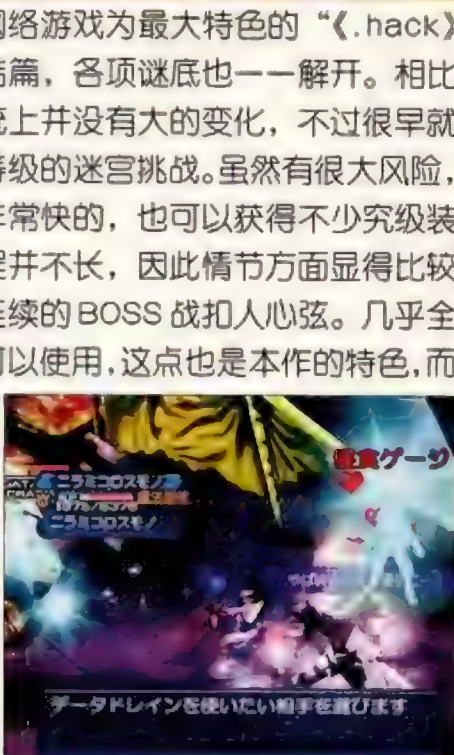 网络游戏为最大特色的“《.hack》
结篇，各项谜底也一一解开。相比
统上并没有大的变化，不过很早就
等级的迷宫挑战。虽然有很大风险，
非常快的，也可以获得不少究级装
程并不长，因此情节方面显得比较
连续的BOSS战扣人心弦。几乎全
可以使用，这点也是本作的特色，而
侵食ゲージ
ニラミコロスモノ
ニラミコロスモノ
データドレインを使いたい相手を選びます